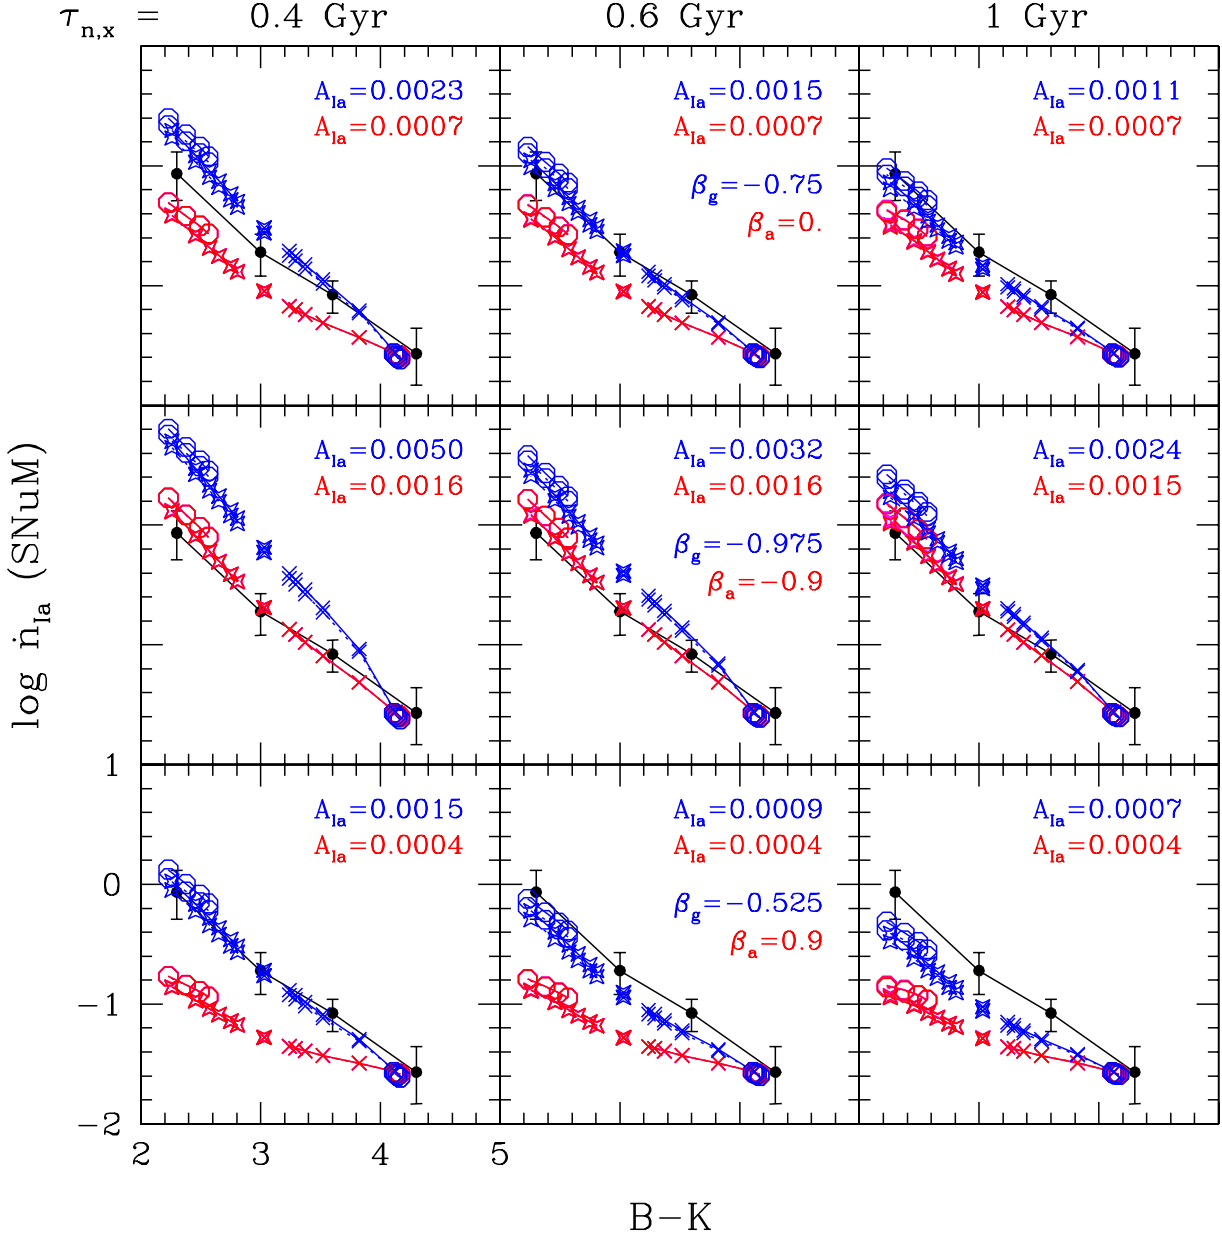 τn,x = 0.4 Gyr 0.6 Gyr 1 Gyr
AIa=0.0023
AIa=0.0007
AIa=0.0015
AIa=0.0007
βg=−0.75
βa=0.
AIa=0.0011
AIa=0.0007
AIa=0.0050
AIa=0.0016
AIa=0.0032
AIa=0.0016
βg=−0.975
βa=−0.9
AIa=0.0024
AIa=0.0015
AIa=0.0015
AIa=0.0004
AIa=0.0009
AIa=0.0004
βg=−0.525
βa=0.9
AIa=0.0007
AIa=0.0004
log ṅIa (SNuM)
1
0
−1
−2
2 3 4 5
B−K